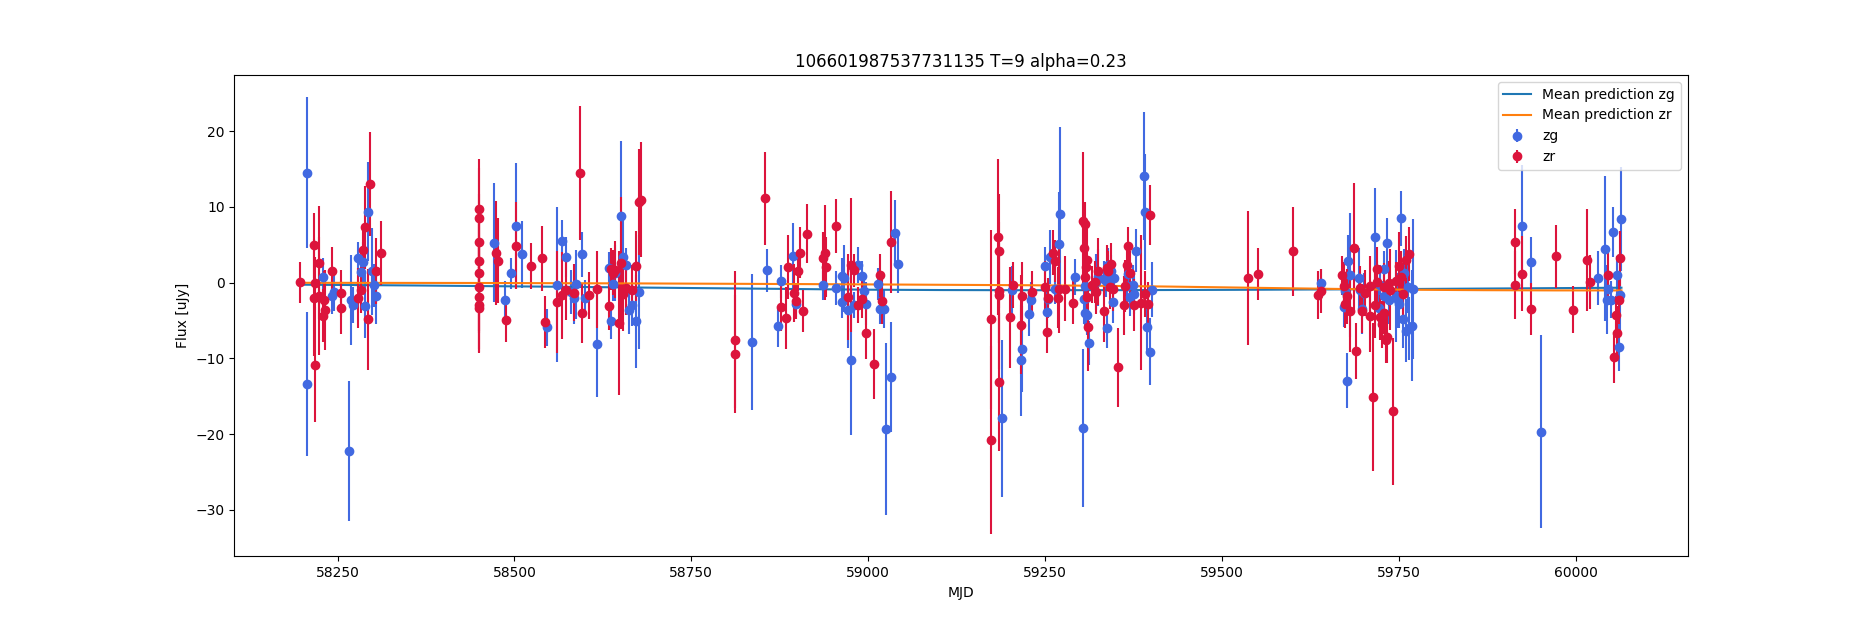 106601987537731135 T=9 alpha=0.23
Mean prediction zg
Mean prediction zr
zg
zr
Flux [uJy]
20
10
0
−10
−20
−30
58250 58500 58750 59000 59250 59500 59750 60000
MJD